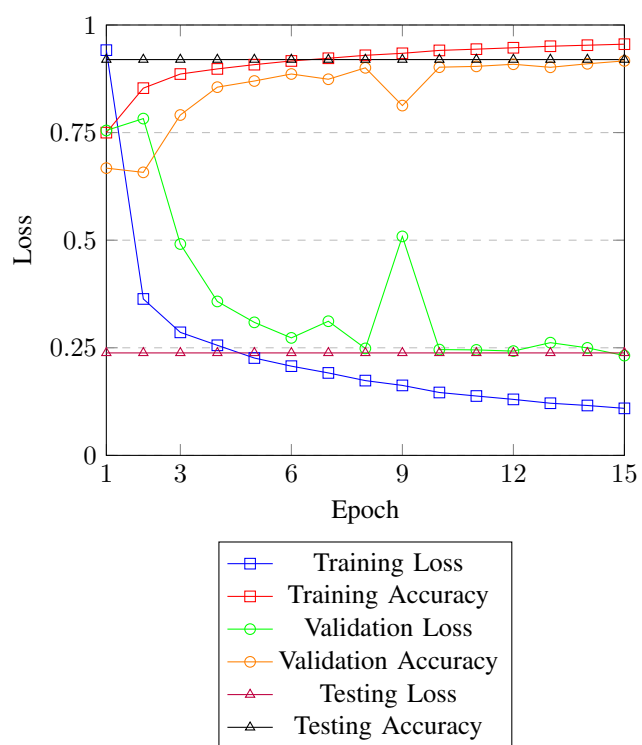 1
0.75
0.5
0.25
0
Loss
1 3 6 9 12 15
Epoch
Training Loss
Training Accuracy
Validation Loss
Validation Accuracy
Testing Loss
Testing Accuracy